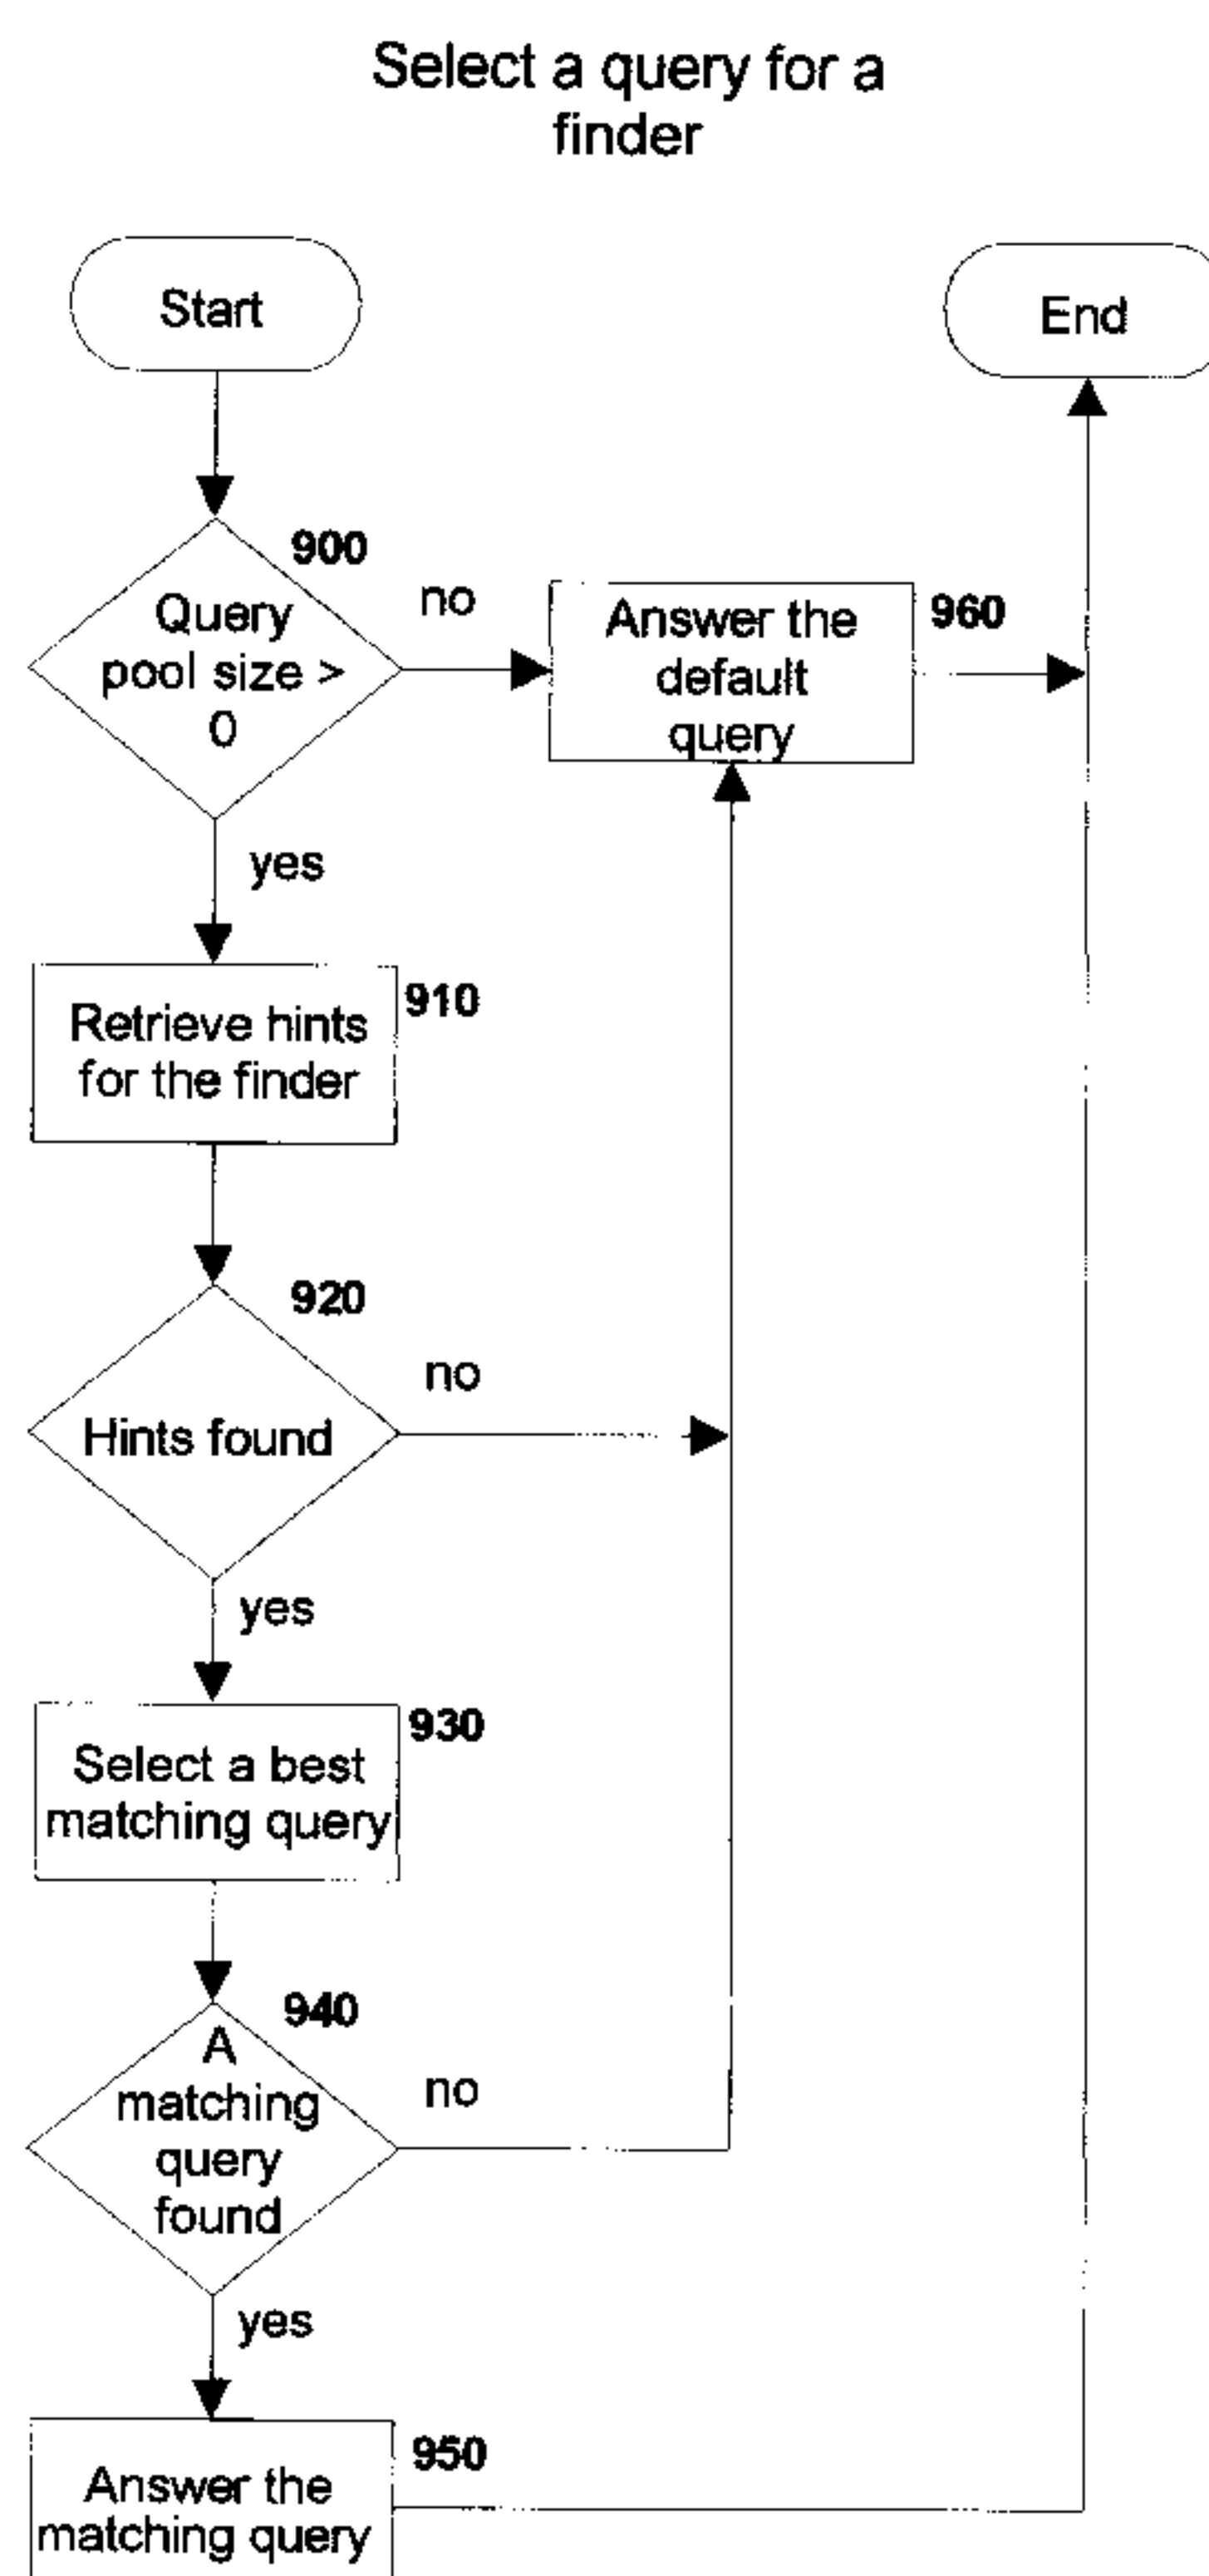 Select a query for a
finder
Start
End
900
Query
pool size >
0
no
Answer the
default
query
960
yes
910
Retrieve hints
for the finder
920
Hints found
no
yes
930
Select a best
matching query
940
A
matching
query
found
no
yes
950
Answer the
matching query